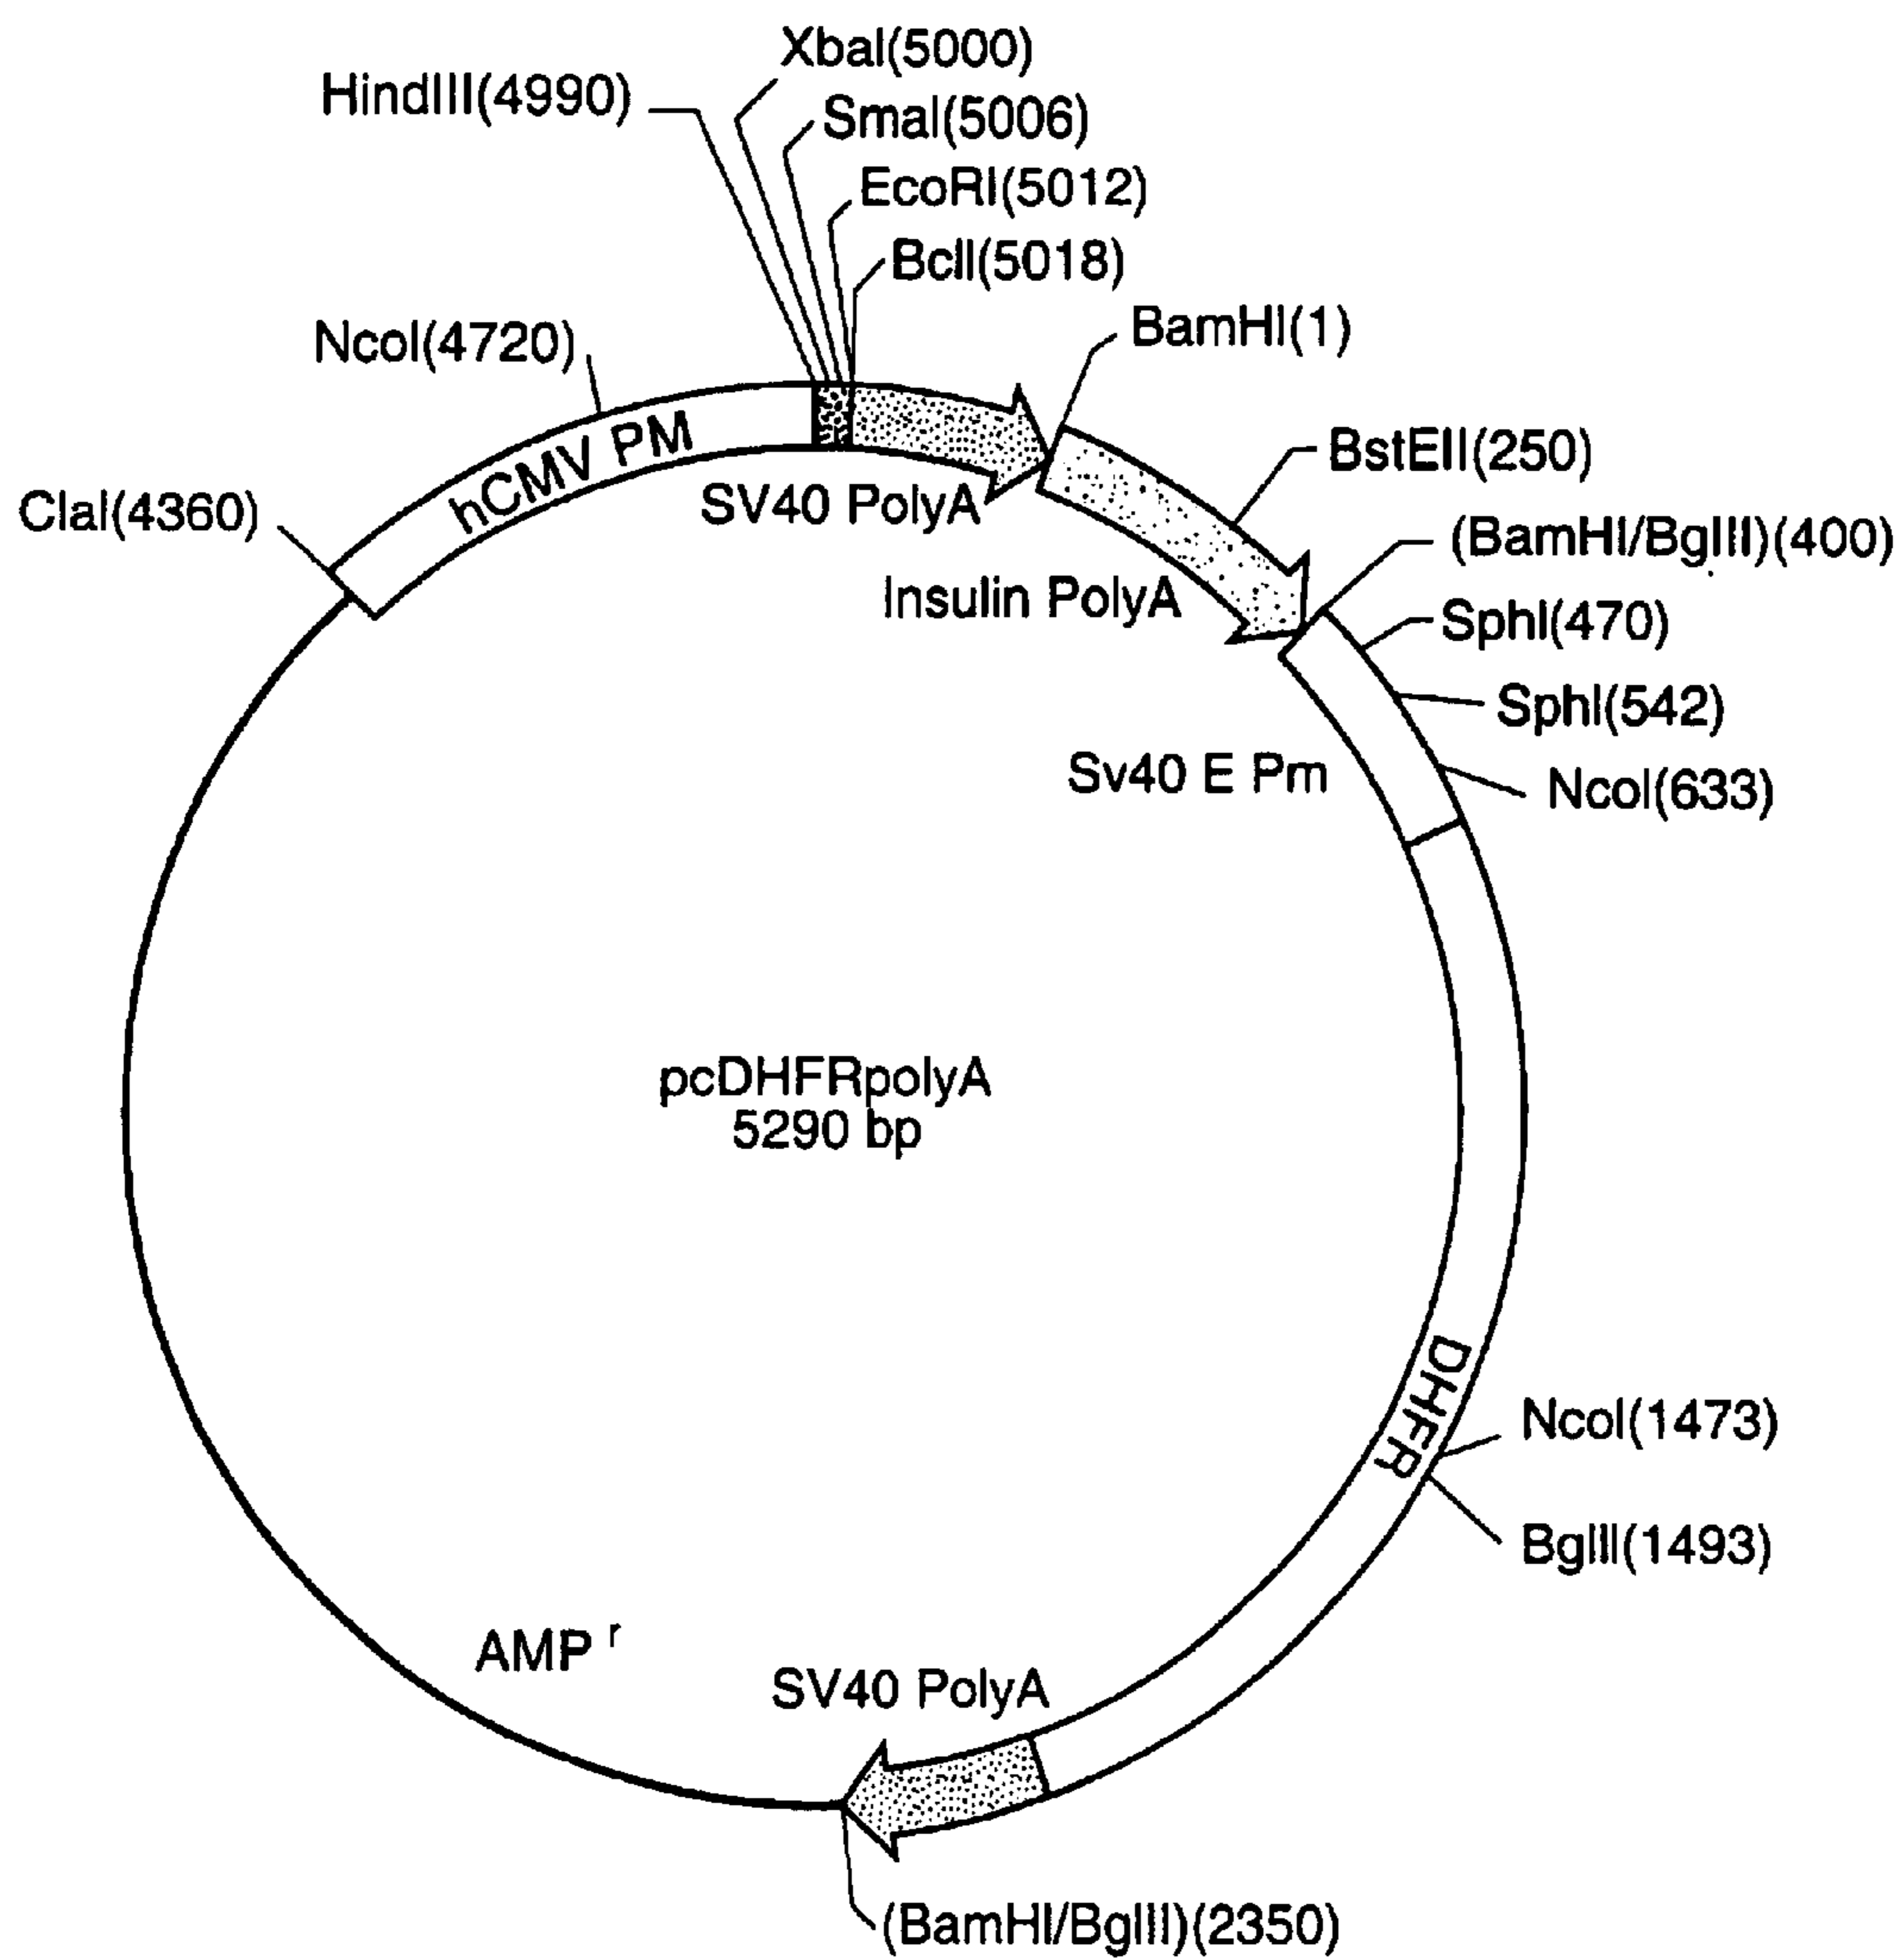 XbaI(5000)
HindIII(4990)
SmaI(5006)
EcoRI(5012)
BclI(5018)
NcoI(4720)
BamHI(1)
hCMV PM
BstEII(250)
ClaI(4360)
SV40 PolyA
(BamHI/BglII)(400)
Insulin PolyA
SphI(470)
SphI(542)
Sv40 E Pm
NcoI(633)
pcDHFRpolyA
5290 bp
DHFR
NcoI(1473)
BglII(1493)
AMP r
SV40 PolyA
(BamHI/BglII)(2350)